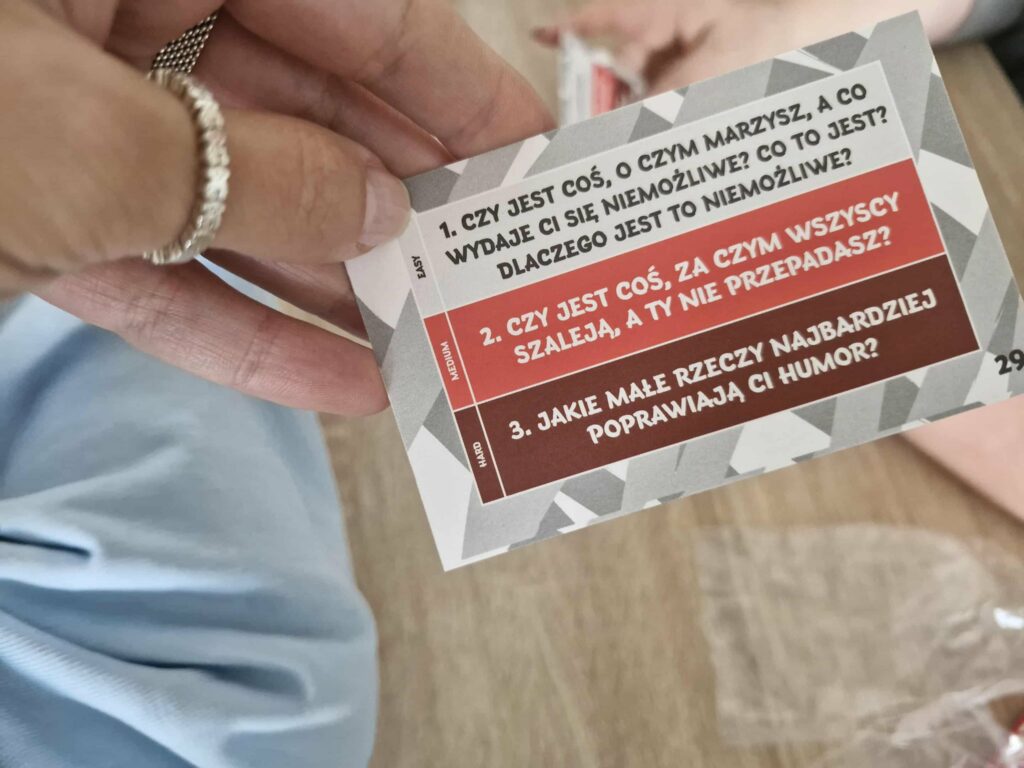 EASY
1. CZY JEST COŚ, O CZYM MARZYSZ, A CO
WYDAJE CI SIĘ NIEMOŻLIWE? CO TO JEST?
DLACZEGO JEST TO NIEMOŻLIWE?
MEDIUM
2. CZY JEST COŚ, ZA CZYM WSZYSCY
SZALEJĄ, A TY NIE PRZEPADASZ?
HARD
3. JAKIE MAŁE RZECZY NAJBARDZIEJ
POPRAWIAJĄ CI HUMOR?
29